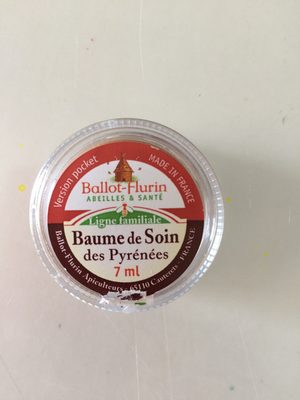 Version pocket
MADE IN FRANCE
Ballot-Flurin
ABEILLES & SANTÉ
Ligne familiale
Baume de Soin
des Pyrénées
7 ml
Ballot-Flurin Apiculteurs - 65110 Cauterets - FRANCE